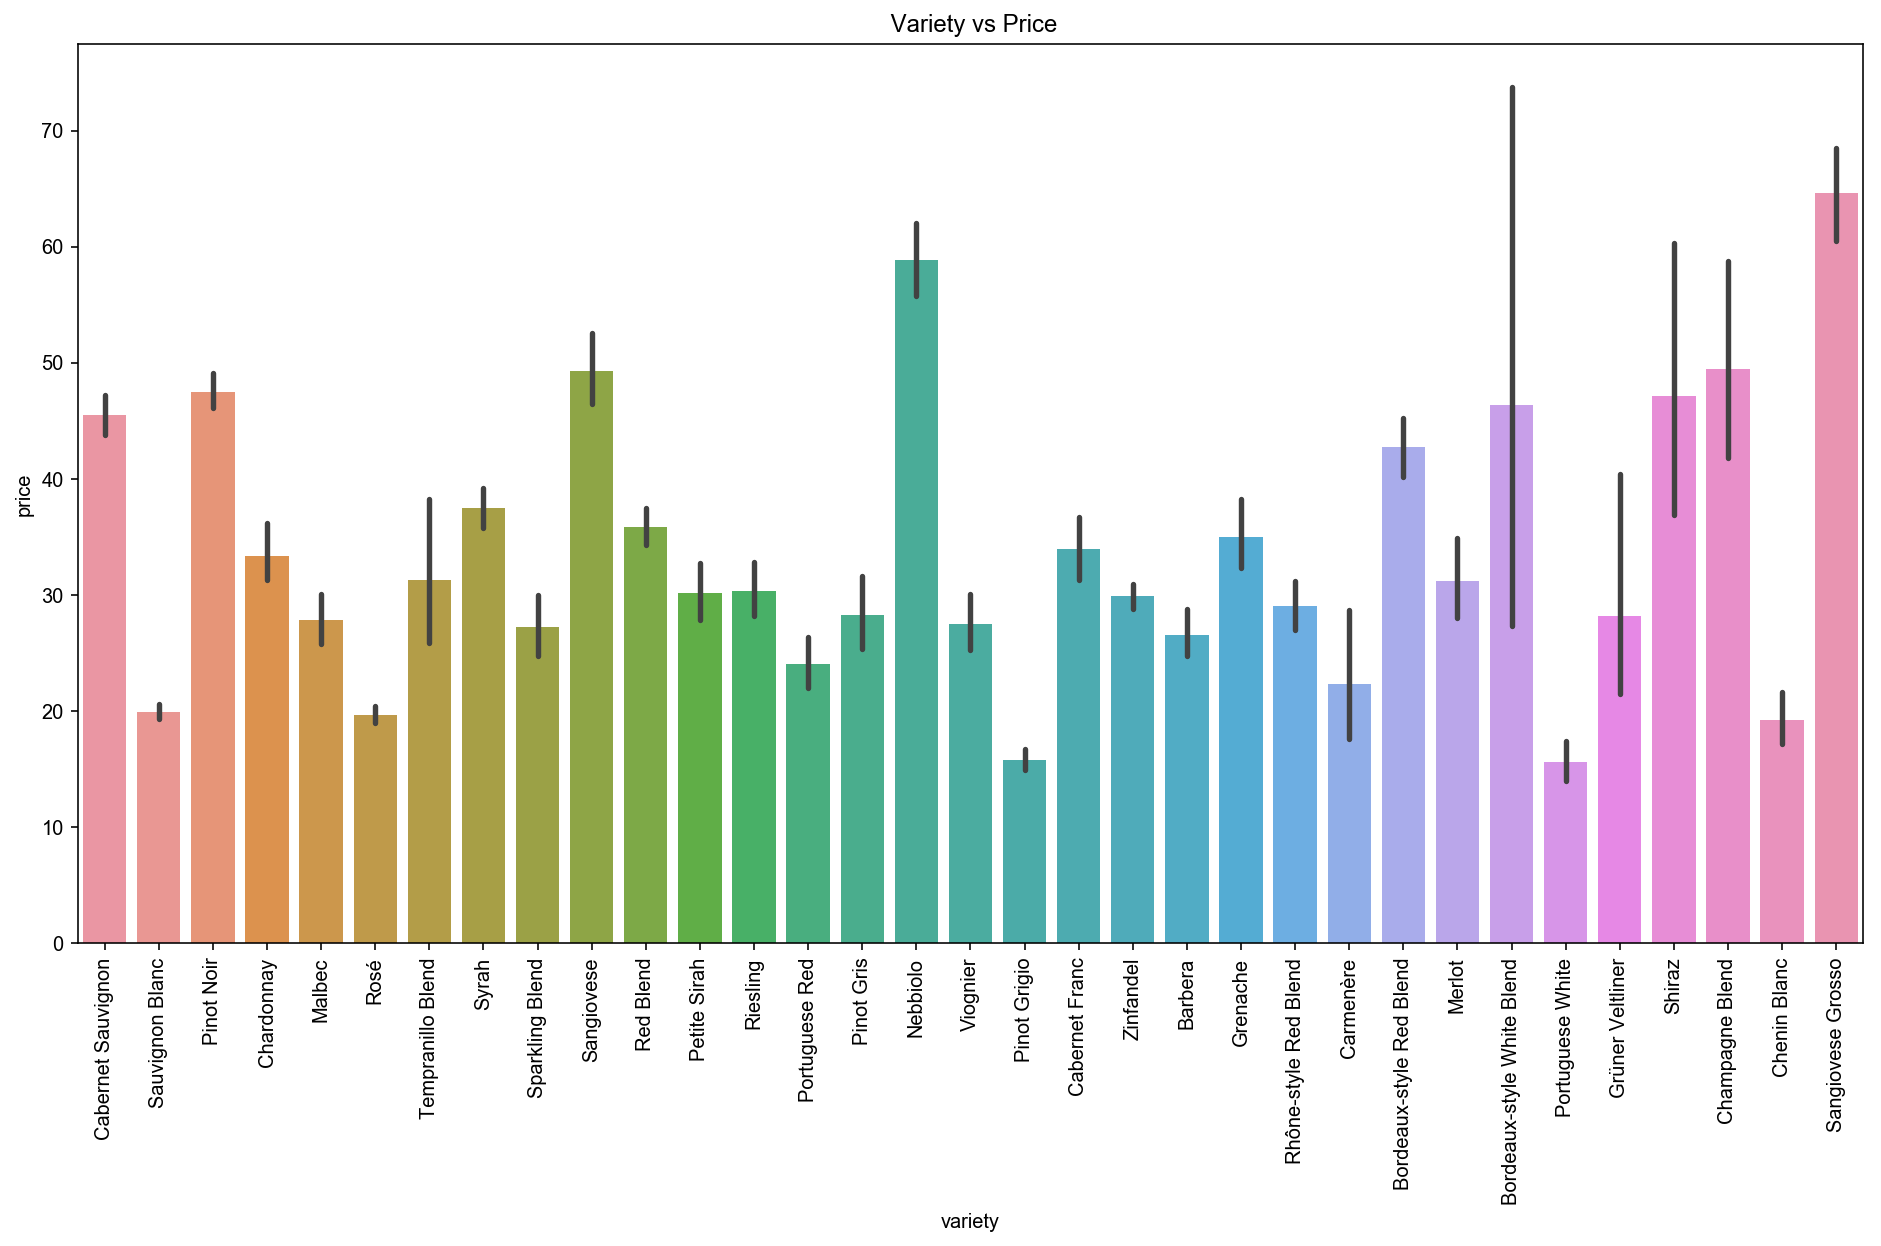 Variety vs Price
70
60
50
40
30
20
10
0
price
Cabernet Sauvignon
Sauvignon Blanc
Pinot Noir
Chardonnay
Malbec
Rosé
Tempranillo Blend
Syrah
Sparkling Blend
Sangiovese
Red Blend
Petite Sirah
Riesling
Portuguese Red
Pinot Gris
Nebbiolo
Viognier
Pinot Grigio
Cabernet Franc
Zinfandel
Barbera
Grenache
Rhône-style Red Blend
Carmenère
Bordeaux-style Red Blend
Merlot
Bordeaux-style White Blend
Portuguese White
Grüner Veltliner
Shiraz
Champagne Blend
Chenin Blanc
Sangiovese Grosso
variety